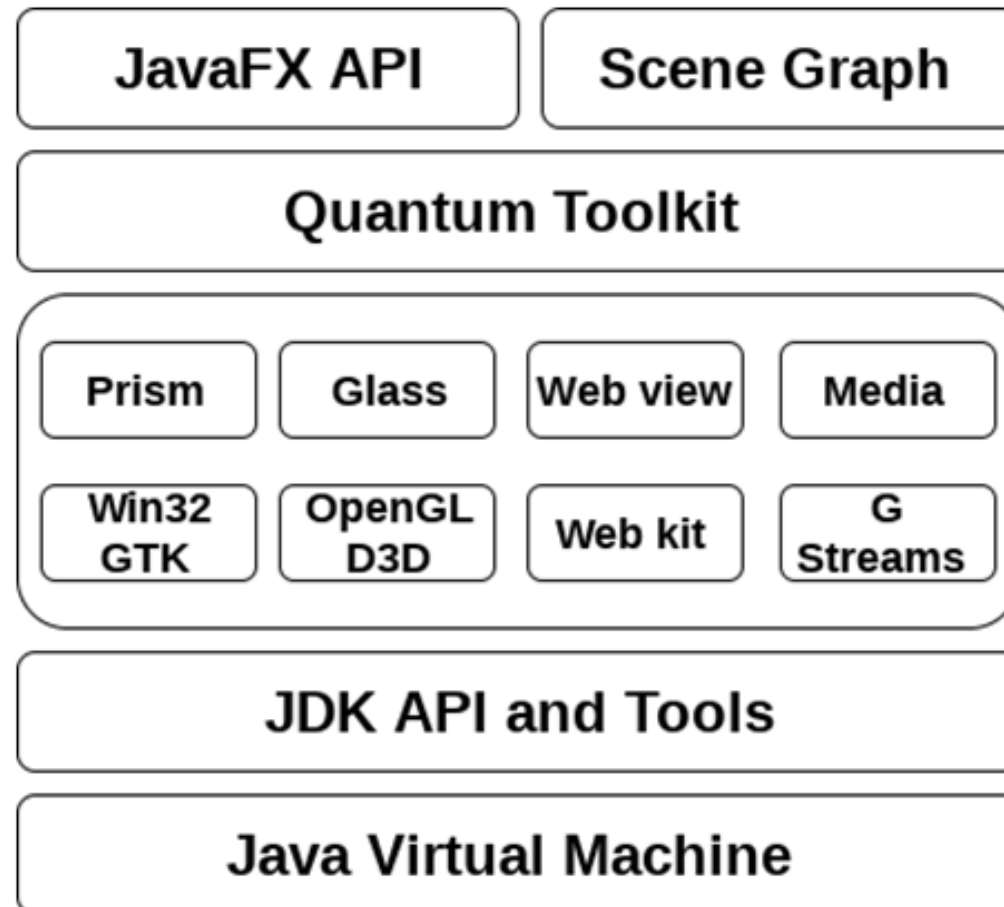 JavaFX API
Scene Graph
Quantum Toolkit
Prism
Glass
Web view
Media
Win32
GTK
OpenGL
D3D
Web kit
G
Streams
JDK API and Tools
Java Virtual Machine